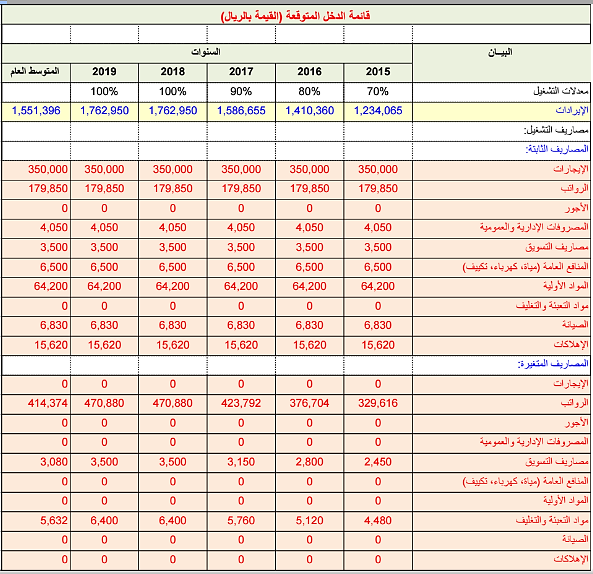 قائمة الدخل المتوقعة (القيمة بالريال)
البيـــان السنوات
2015 2016 2017 2018 2019 المتوسط العام
معدلات التشغيل 70% 80% 90% 100% 100%
الإيرادات 1,234,065 1,410,360 1,586,655 1,762,950 1,762,950 1,551,396
مصاريف التشغيل:
المصاريف الثابتة:
الإيجارات 350,000 350,000 350,000 350,000 350,000 350,000
الرواتب 179,850 179,850 179,850 179,850 179,850 179,850
الأجور 0 0 0 0 0 0
المصروفات الإدارية والعمومية 4,050 4,050 4,050 4,050 4,050 4,050
مصاريف التسويق 3,500 3,500 3,500 3,500 3,500 3,500
المنافع العامة (مياة، كهرباء، تكييف) 6,500 6,500 6,500 6,500 6,500 6,500
المواد الأولية 64,200 64,200 64,200 64,200 64,200 64,200
مواد التعبئة والتغليف 0 0 0 0 0 0
الصيانة 6,830 6,830 6,830 6,830 6,830 6,830
الإهلاكات 15,620 15,620 15,620 15,620 15,620 15,620
المصاريف المتغيرة:
الإيجارات 0 0 0 0 0 0
الرواتب 329,616 376,704 423,792 470,880 470,880 414,374
الأجور 0 0 0 0 0 0
المصروفات الإدارية والعمومية 0 0 0 0 0 0
مصاريف التسويق 2,450 2,800 3,150 3,500 3,500 3,080
المنافع العامة (مياة، كهرباء، تكييف) 0 0 0 0 0 0
المواد الأولية 0 0 0 0 0 0
مواد التعبئة والتغليف 4,480 5,120 5,760 6,400 6,400 5,632
الصيانة 0 0 0 0 0 0
الإهلاكات 0 0 0 0 0 0